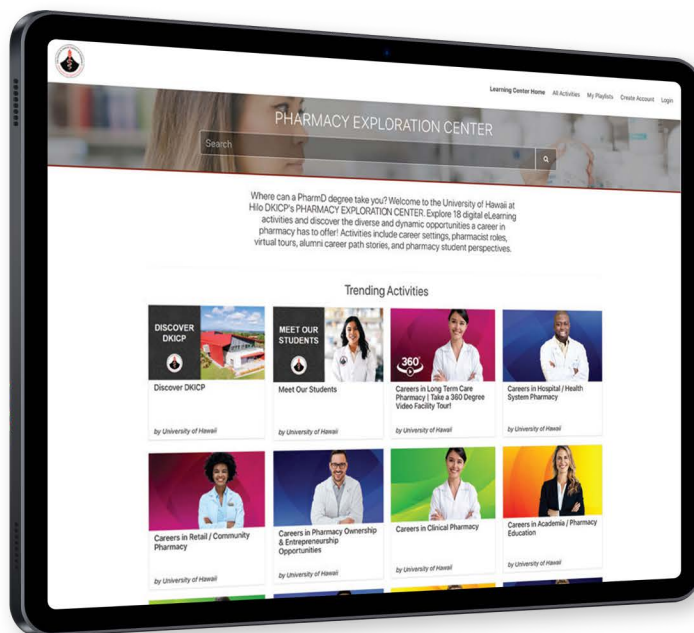 Learning Center Home All Activities My Playlists Create Account Login
PHARMACY EXPLORATION CENTER
Search
Where can a PharmD degree take you? Welcome to the University of Hawaii at
Hilo DKICP's PHARMACY EXPLORATION CENTER. Explore 18 digital eLearning
activities and discover the diverse and dynamic opportunities a career in
pharmacy has to offer! Activities include career settings, pharmacist roles,
virtual tours, alumni career path stories, and pharmacy student perspectives.
Trending Activities
DISCOVER
DKICP
Discover DKICP
by University of Hawaii
MEET OUR
STUDENTS
Meet Our Students
by University of Hawaii
360°
Careers in Long Term Care
Pharmacy | Take a 360 Degree
Video Facility Tour!
by University of Hawaii
Careers in Hospital / Health
System Pharmacy
by University of Hawaii
Careers in Retail / Community
Pharmacy
by University of Hawaii
Careers in Pharmacy Ownership
& Entrepreneurship
Opportunities
by University of Hawaii
Careers in Clinical Pharmacy
by University of Hawaii
Careers in Academia / Pharmacy
Education
by University of Hawaii